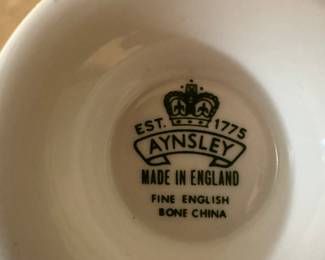 EST. 1775
AYNSLEY
MADE IN ENGLAND
FINE ENGLISH
BONE CHINA